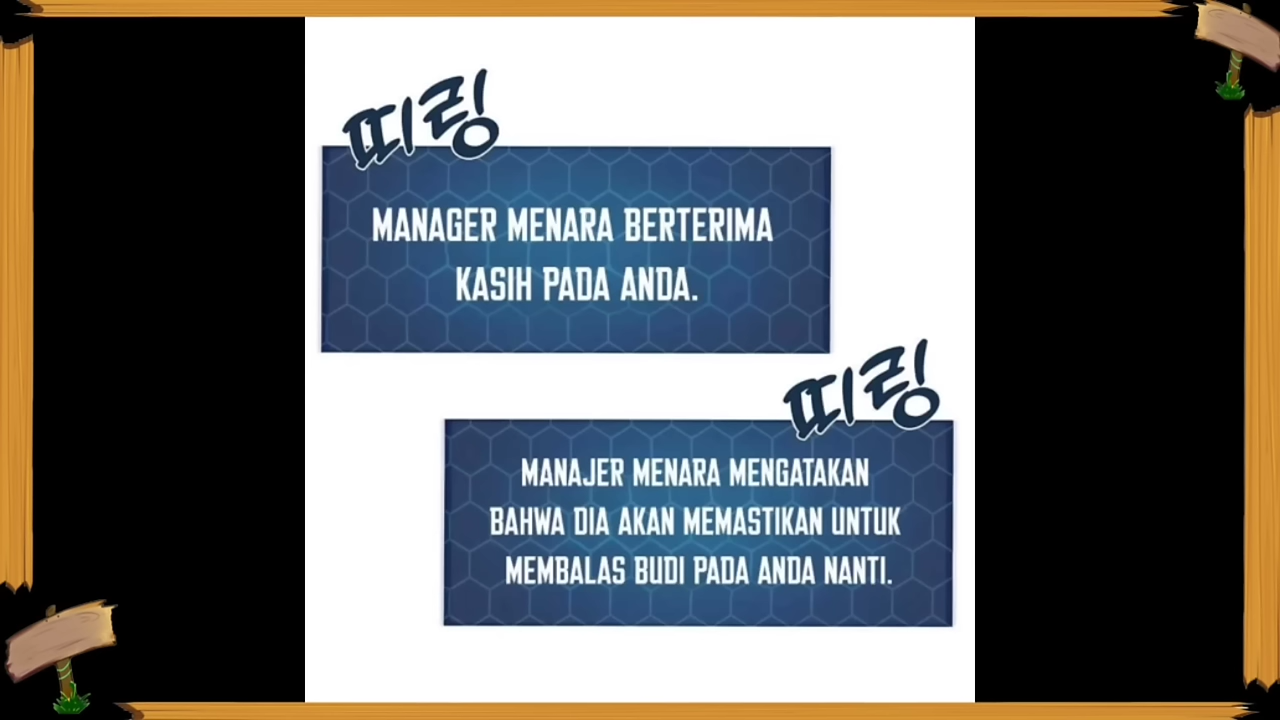 띠링
MANAGER MENARA BERTERIMA
KASIH PADA ANDA.
띠링
MANAJER MENARA MENGATAKAN
BAHWA DIA AKAN MEMASTIKAN UNTUK
MEMBALAS BUDI PADA ANDA NANTI.